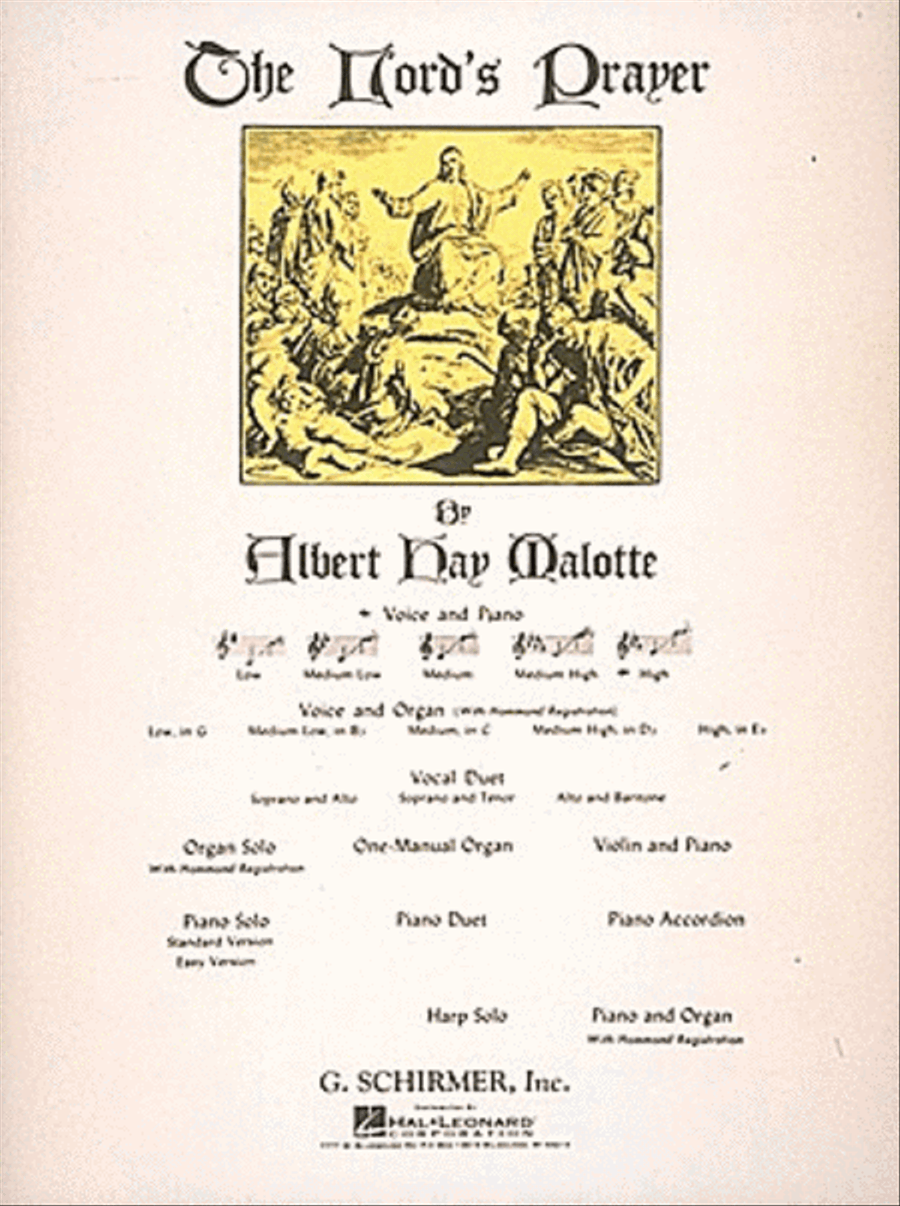 The Lord's Prayer
By
Albert Hay Malotte
Voice and Piano
Low Medium Low Medium Medium High High
Voice and Organ (With Hammond Registration)
Low, in G Medium Low, in B♭ Medium, in C Medium High, in D♭ High, in E♭
Vocal Duet
Soprano and Alto Soprano and Tenor Alto and Baritone
Organ Solo One-Manual Organ Violin and Piano
With Hammond Registration
Piano Solo Piano Duet Piano Accordion
Standard Version
Easy Version
Harp Solo Piano and Organ
With Hammond Registration
G. SCHIRMER, Inc.
HAL•LEONARD
CORPORATION